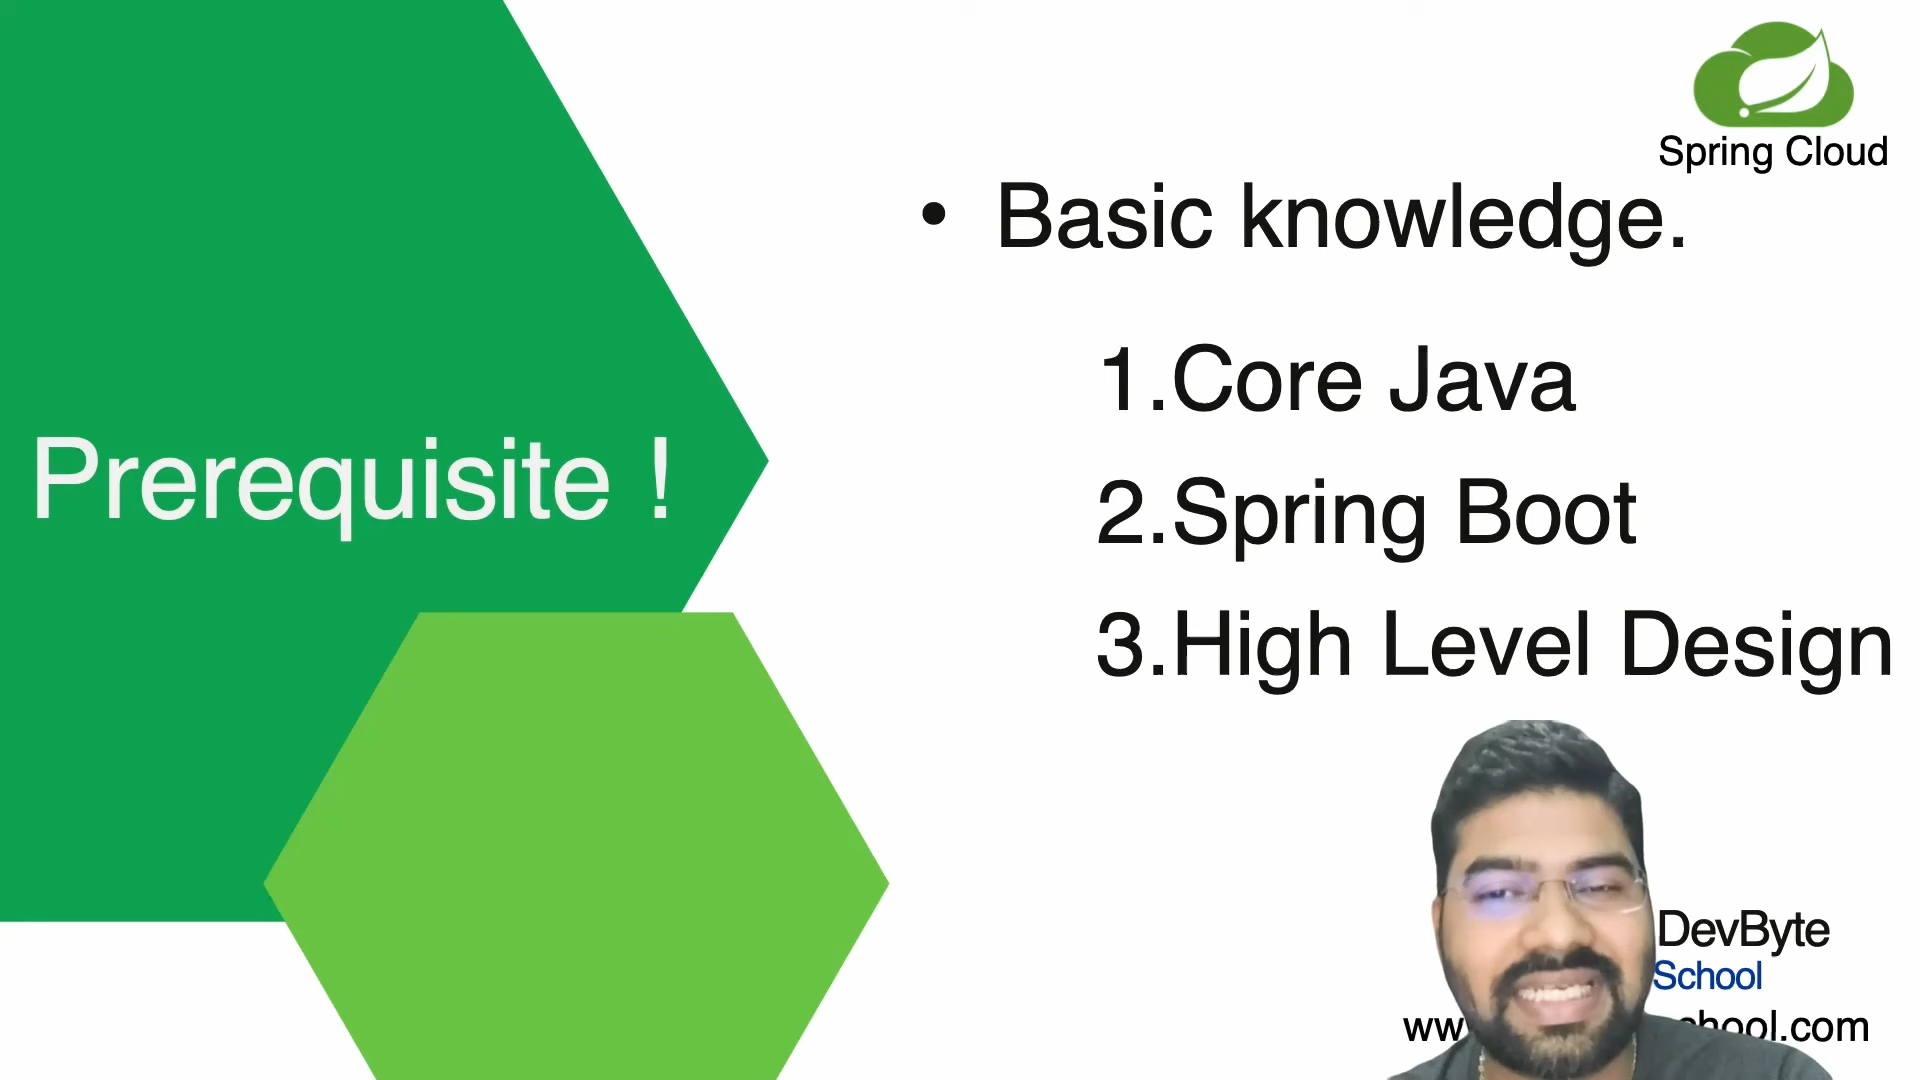 Spring Cloud
• Basic knowledge.
1.Core Java
Prerequisite !
2.Spring Boot
3.High Level Design
DevByte
School